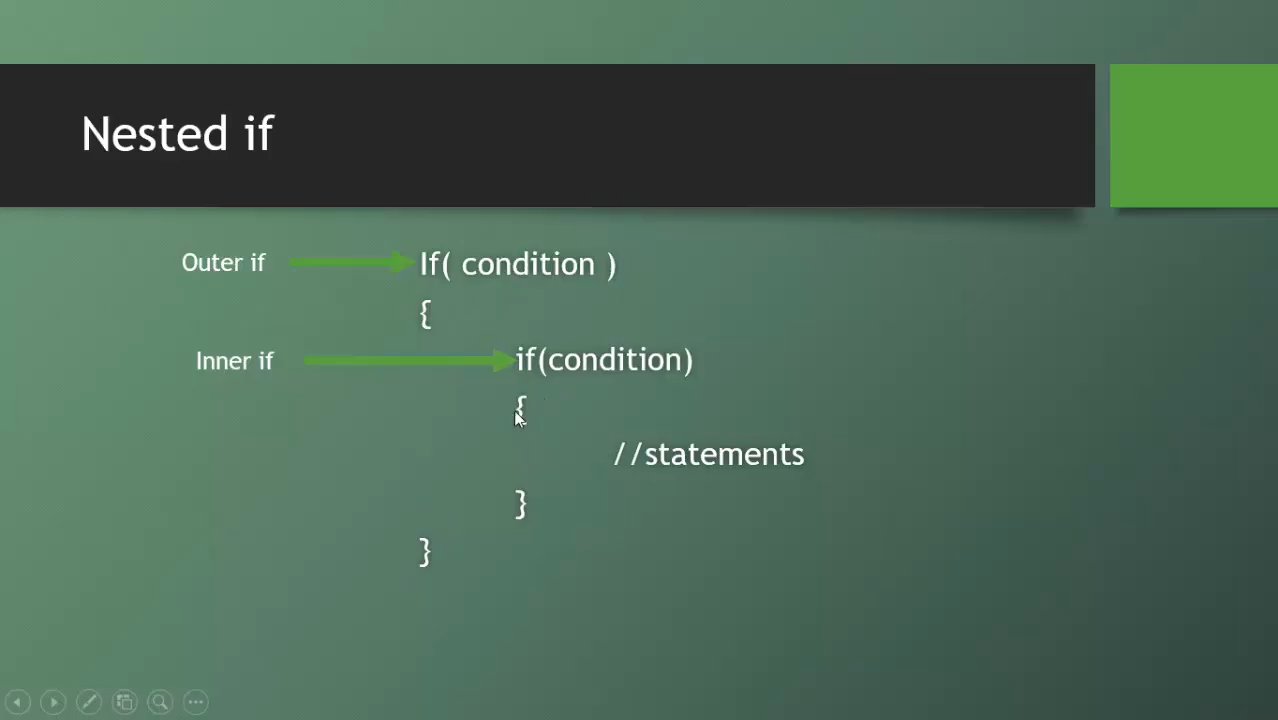 Nested if
Outer if If( condition )
{
Inner if if(condition)
{
//statements
}
}